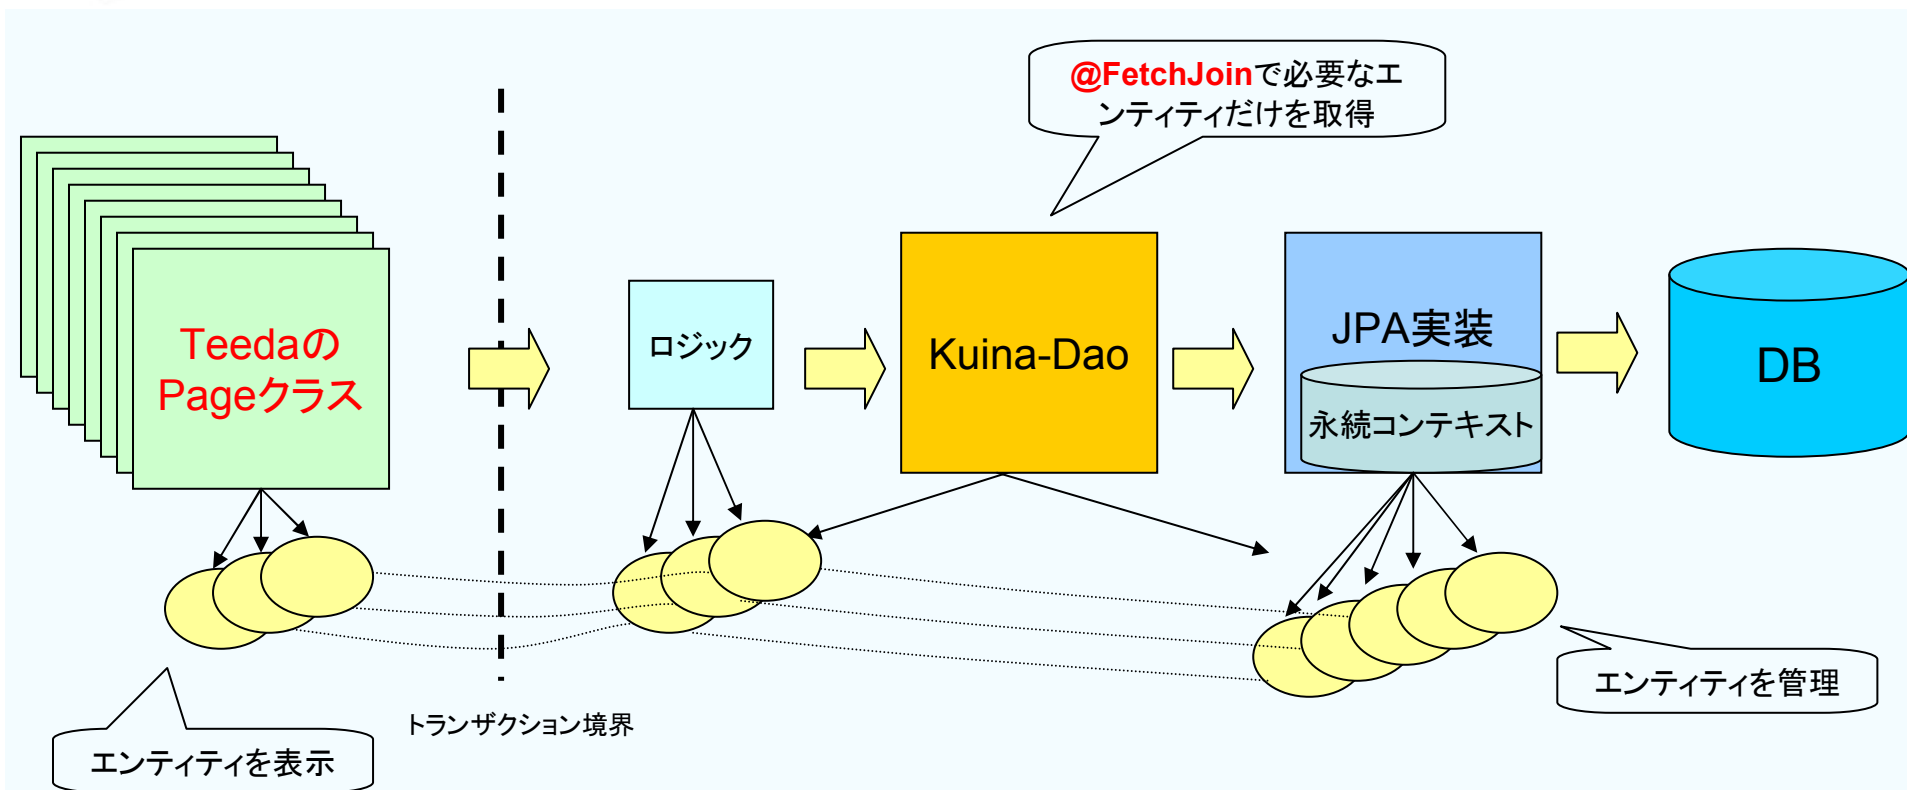 @FetchJoinで必要なエ
ンティティだけを取得
Teedaの
Pageクラス
ロジック
Kuina-Dao
JPA実装
永続コンテキスト
DB
エンティティを管理
トランザクション境界
エンティティを表示